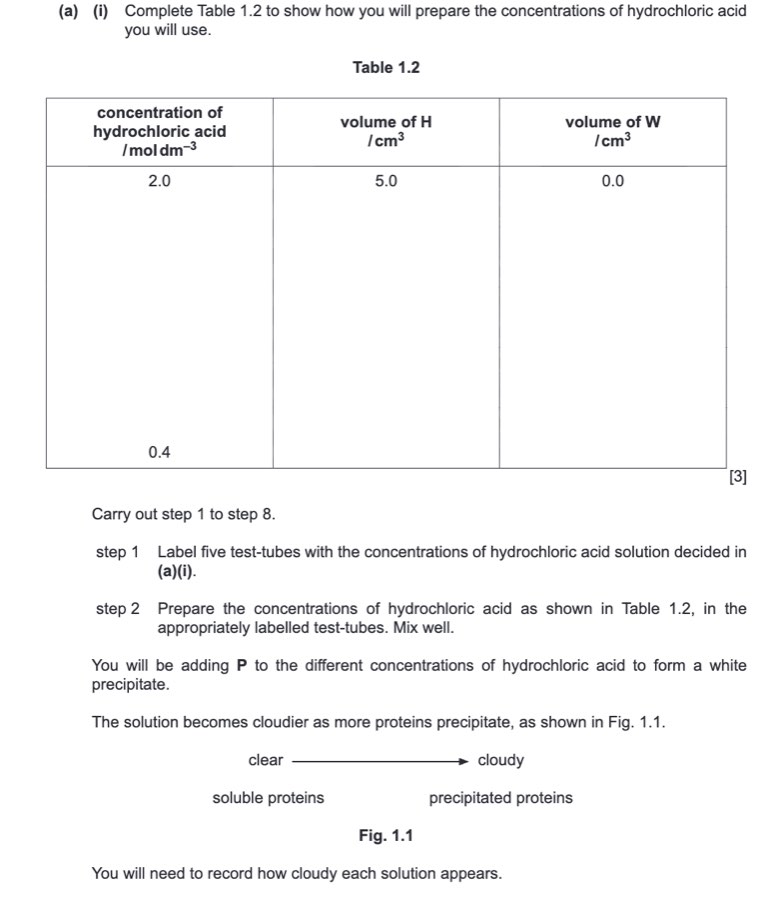 (a) (i) Complete Table 1.2 to show how you will prepare the concentrations of hydrochloric acid
you will use.
Table 1.2
concentration of
hydrochloric acid
/mol dm⁻³
volume of H
/cm³
volume of W
/cm³
2.0 5.0 0.0
0.4
[3]
Carry out step 1 to step 8.
step 1 Label five test-tubes with the concentrations of hydrochloric acid solution decided in
(a)(i).
step 2 Prepare the concentrations of hydrochloric acid as shown in Table 1.2, in the
appropriately labelled test-tubes. Mix well.
You will be adding P to the different concentrations of hydrochloric acid to form a white
precipitate.
The solution becomes cloudier as more proteins precipitate, as shown in Fig. 1.1.
clear cloudy
soluble proteins precipitated proteins
Fig. 1.1
You will need to record how cloudy each solution appears.